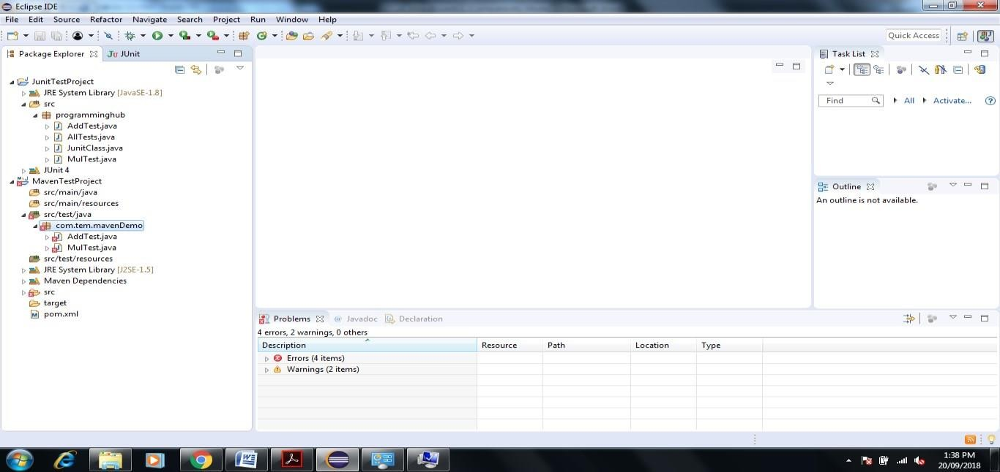 Eclipse IDE
File Edit Source Refactor Navigate Search Project Run Window Help
Quick Access
Package Explorer
JUnit
JunitTestProject
JRE System Library [JavaSE-1.8]
src
programminghub
AddTest.java
AllTests.java
JunitClass.java
MulTest.java
JUnit 4
MavenTestProject
src/main/java
src/main/resources
src/test/java
com.tem.mavenDemo
AddTest.java
MulTest.java
src/test/resources
JRE System Library [J2SE-1.5]
Maven Dependencies
src
target
pom.xml
Task List
Find
All
Activate...
Outline
An outline is not available.
Problems
Javadoc
Declaration
4 errors, 2 warnings, 0 others
Description Resource Path Location Type
Errors (4 items)
Warnings (2 items)
1:38 PM
20/09/2018